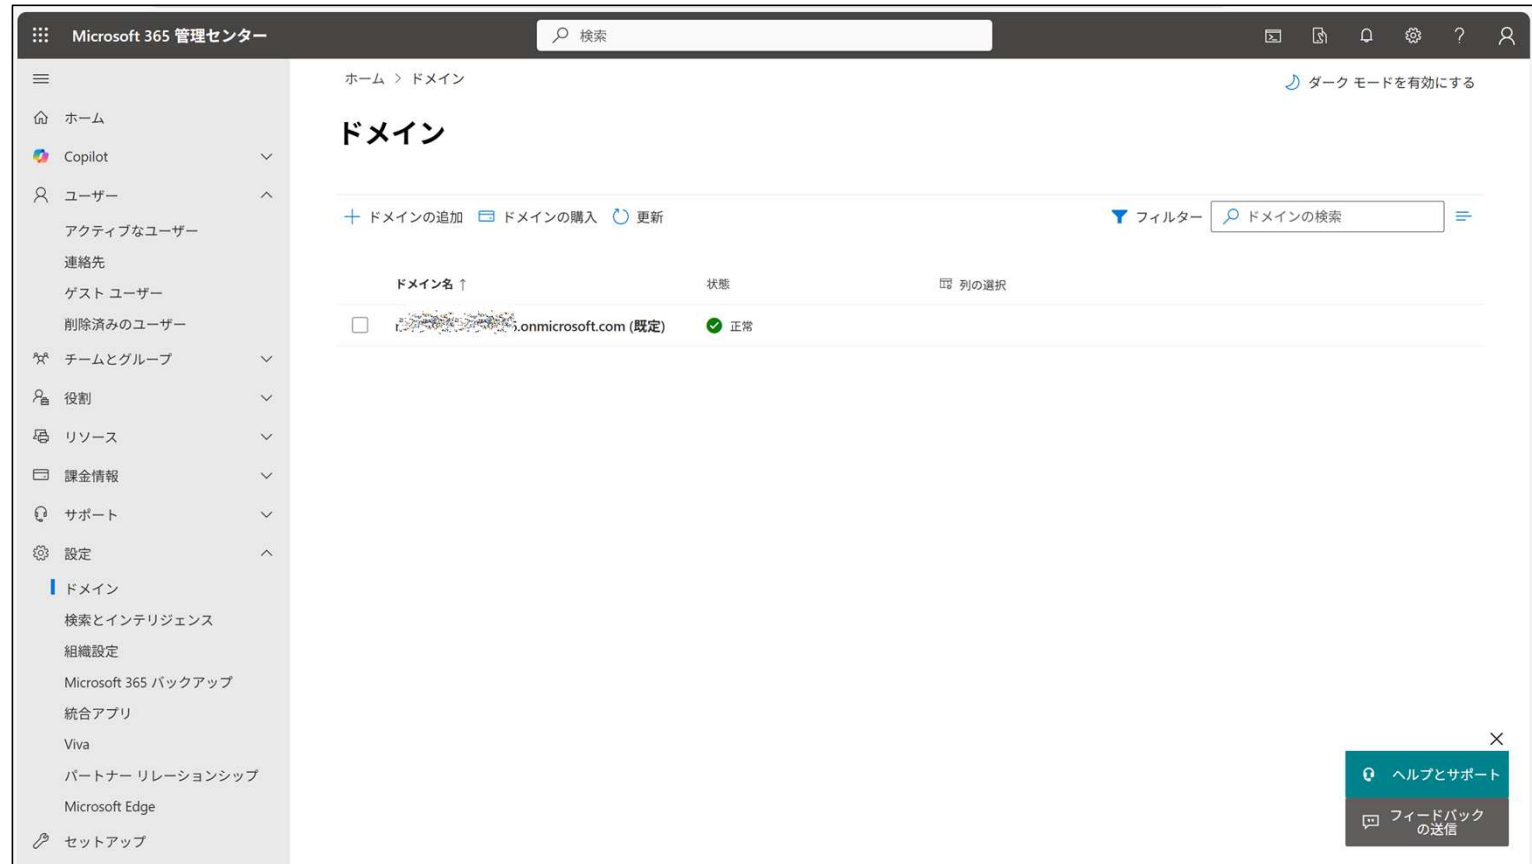 Microsoft 365 管理センター
検索
ホーム > ドメイン
ダーク モードを有効にする
ホーム
Copilot
ユーザー
アクティブなユーザー
連絡先
ゲスト ユーザー
削除済みのユーザー
チームとグループ
役割
リソース
課金情報
サポート
設定
ドメイン
検索とインテリジェンス
組織設定
Microsoft 365 バックアップ
統合アプリ
Viva
パートナー リレーションシップ
Microsoft Edge
セットアップ
ドメイン
ドメインの追加 ドメインの購入 更新
フィルター ドメインの検索
ドメイン名 ↑ 状態 列の選択
.onmicrosoft.com (既定) 正常
ヘルプとサポート
フィードバック
の送信